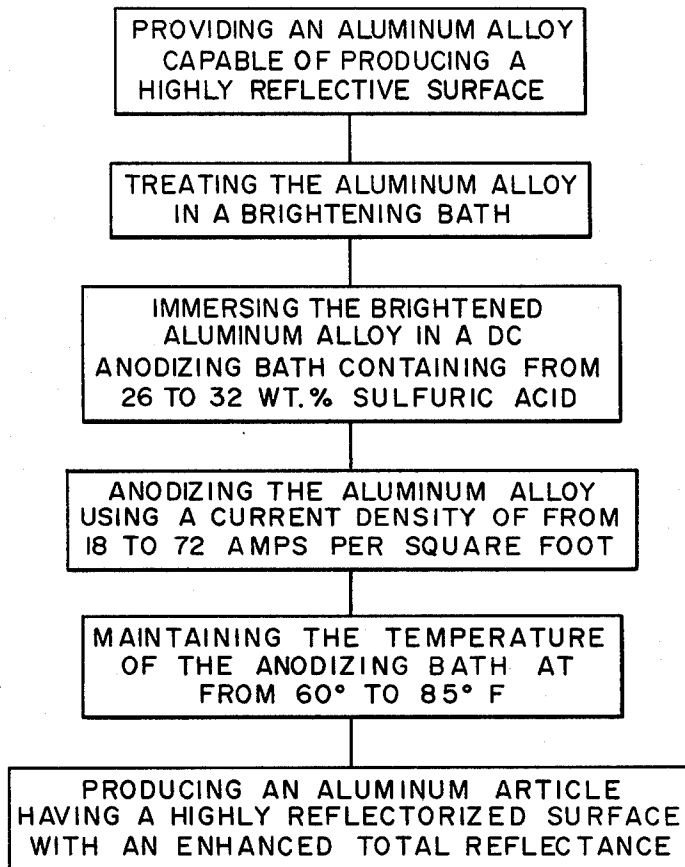 PROVIDING AN ALUMINUM ALLOY
CAPABLE OF PRODUCING A
HIGHLY REFLECTIVE SURFACE
TREATING THE ALUMINUM ALLOY
IN A BRIGHTENING BATH
IMMERSING THE BRIGHTENED
ALUMINUM ALLOY IN A DC
ANODIZING BATH CONTAINING FROM
26 TO 32 WT.% SULFURIC ACID
ANODIZING THE ALUMINUM ALLOY
USING A CURRENT DENSITY OF FROM
18 TO 72 AMPS PER SQUARE FOOT
MAINTAINING THE TEMPERATURE
OF THE ANODIZING BATH AT
FROM 60° TO 85° F
PRODUCING AN ALUMINUM ARTICLE
HAVING A HIGHLY REFLECTORIZED SURFACE
WITH AN ENHANCED TOTAL REFLECTANCE